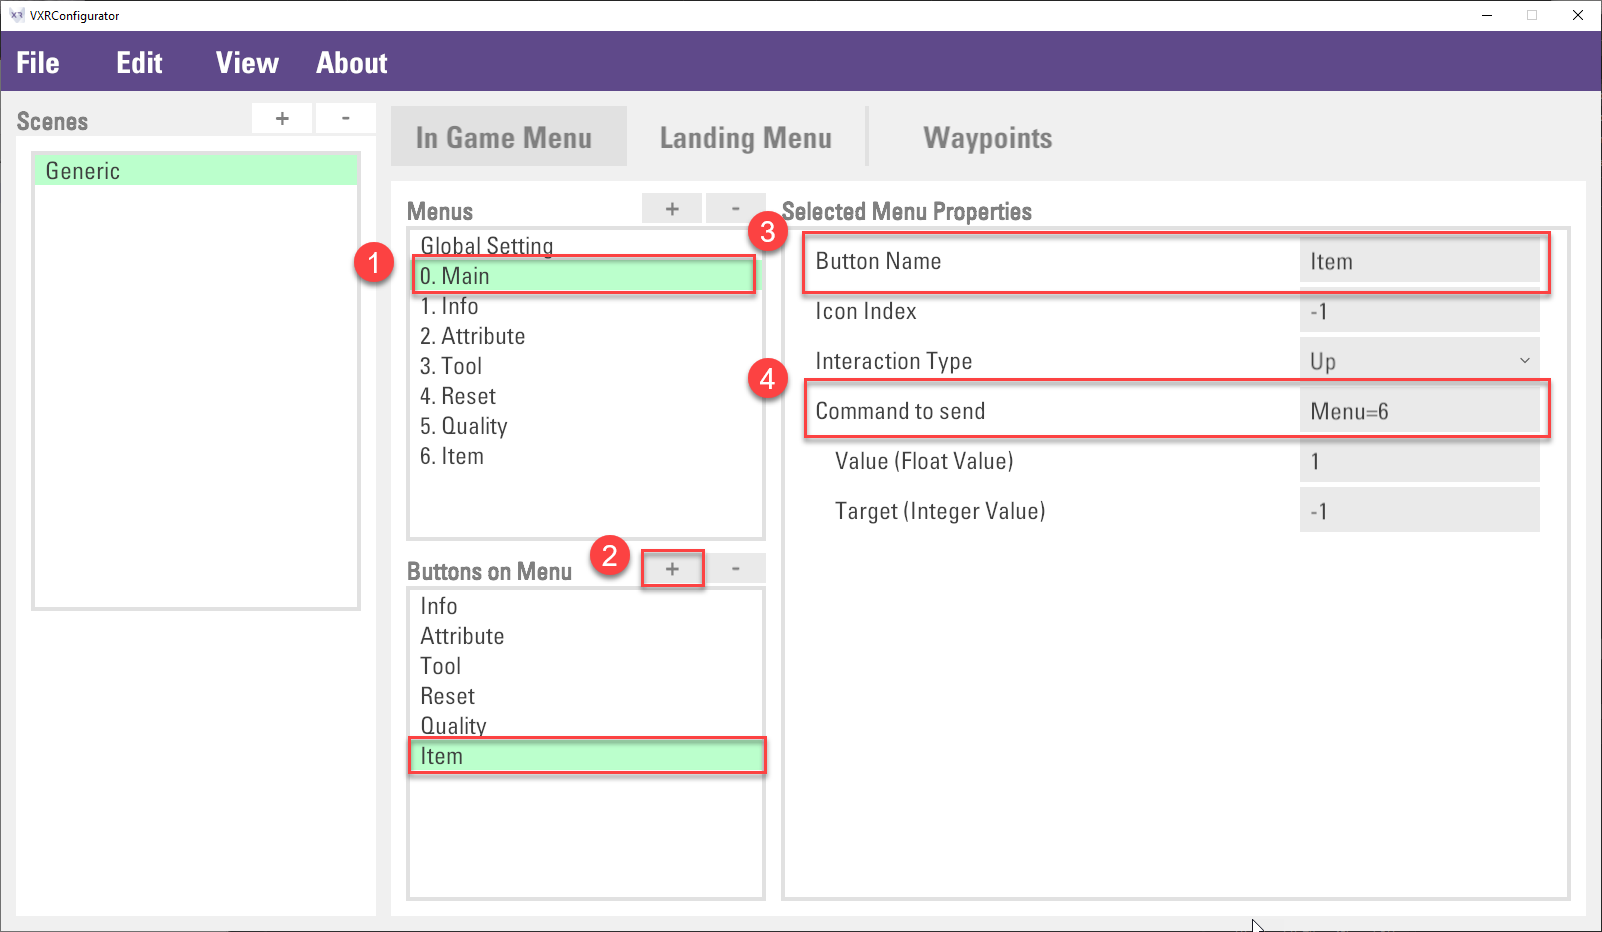 VXRConfigurator
File Edit View About
Scenes + -
Generic
In Game Menu Landing Menu Waypoints
Menus + -
Global Setting
1
0. Main
1. Info
2. Attribute
3. Tool
4. Reset
5. Quality
6. Item
2
Buttons on Menu + -
Info
Attribute
Tool
Reset
Quality
Item
Selected Menu Properties
3
Button Name Item
Icon Index -1
Interaction Type Up
4
Command to send Menu=6
Value (Float Value) 1
Target (Integer Value) -1